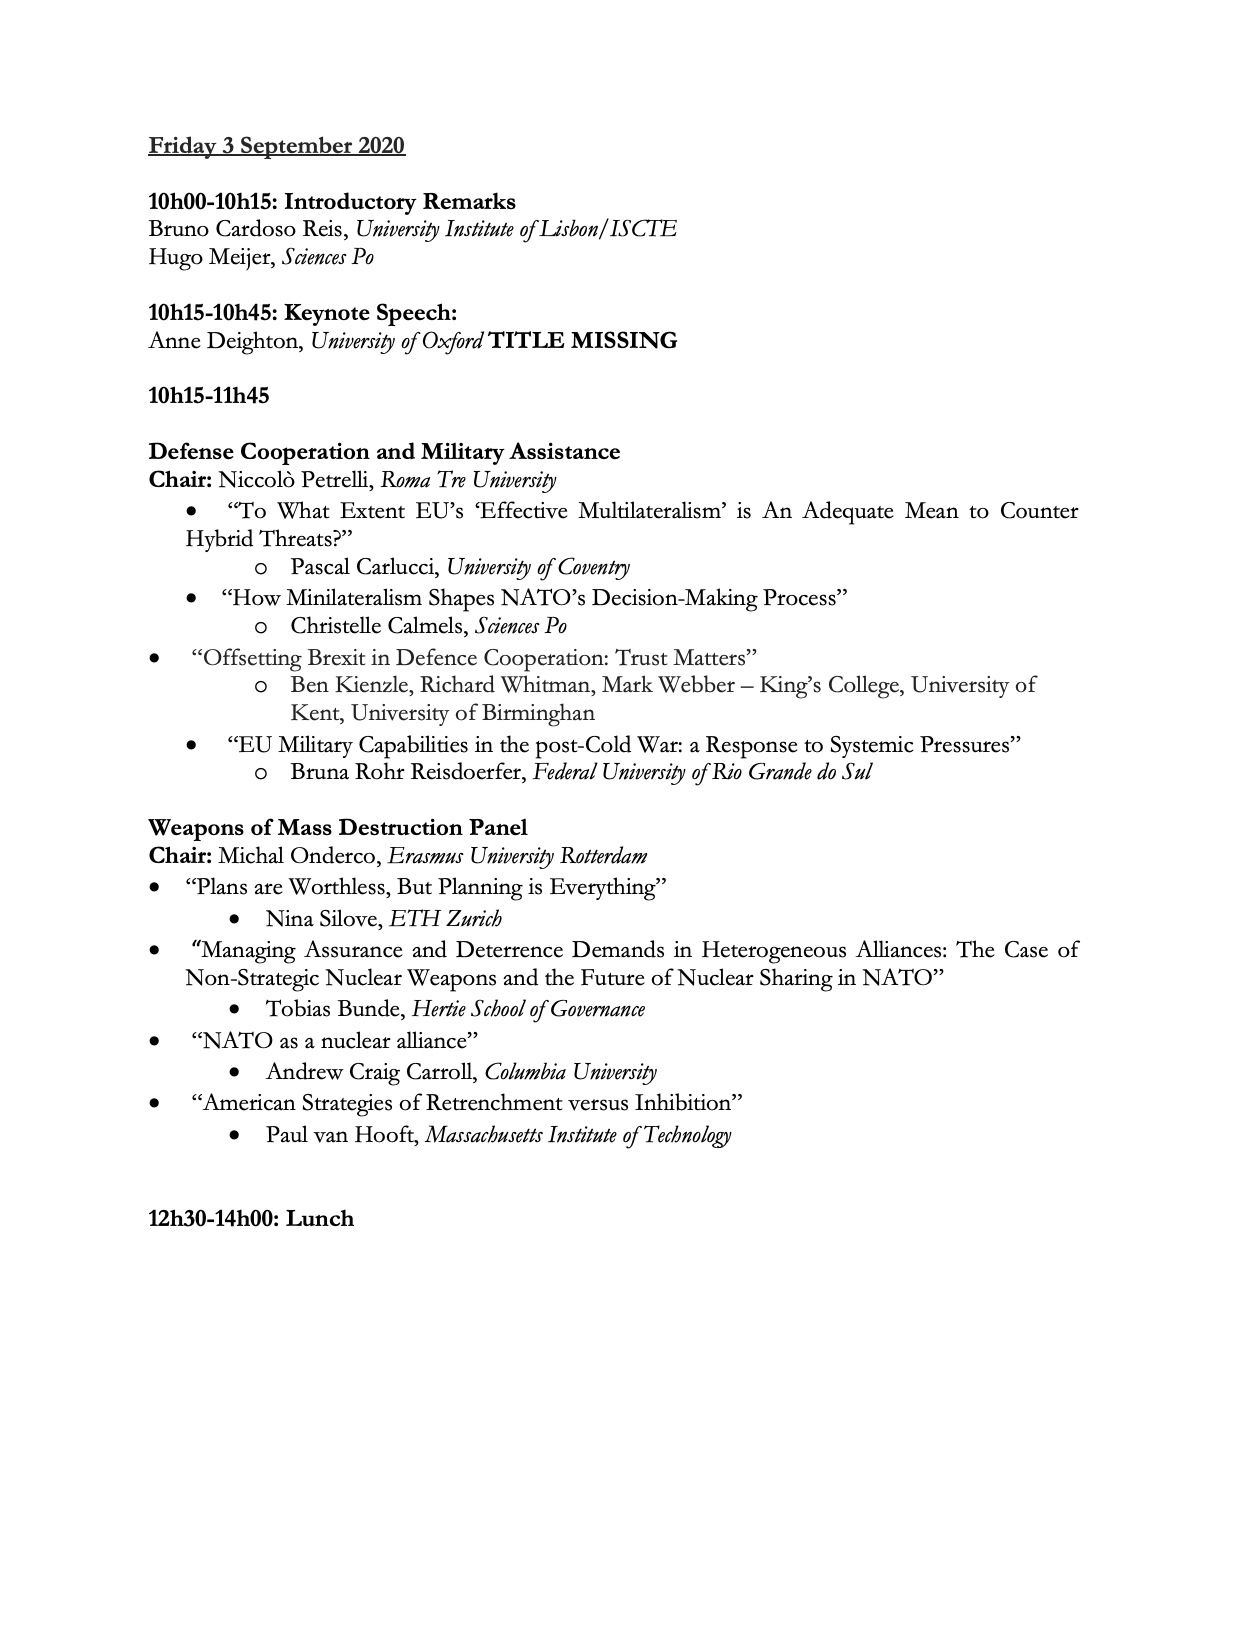 Friday 3 September 2020
10h00-10h15: Introductory Remarks
Bruno Cardoso Reis, University Institute of Lisbon/ISCTE
Hugo Meijer, Sciences Po
10h15-10h45: Keynote Speech:
Anne Deighton, University of Oxford TITLE MISSING
10h15-11h45
Defense Cooperation and Military Assistance
Chair: Niccolò Petrelli, Roma Tre University
• “To What Extent EU’s ‘Effective Multilateralism’ is An Adequate Mean to Counter
Hybrid Threats?”
o Pascal Carlucci, University of Coventry
• “How Minilateralism Shapes NATO’s Decision-Making Process”
o Christelle Calmels, Sciences Po
• “Offsetting Brexit in Defence Cooperation: Trust Matters”
o Ben Kienzle, Richard Whitman, Mark Webber – King’s College, University of
Kent, University of Birminghan
• “EU Military Capabilities in the post-Cold War: a Response to Systemic Pressures”
o Bruna Rohr Reisdoerfer, Federal University of Rio Grande do Sul
Weapons of Mass Destruction Panel
Chair: Michal Onderco, Erasmus University Rotterdam
• “Plans are Worthless, But Planning is Everything”
• Nina Silove, ETH Zurich
• “Managing Assurance and Deterrence Demands in Heterogeneous Alliances: The Case of
Non-Strategic Nuclear Weapons and the Future of Nuclear Sharing in NATO”
• Tobias Bunde, Hertie School of Governance
• “NATO as a nuclear alliance”
• Andrew Craig Carroll, Columbia University
• “American Strategies of Retrenchment versus Inhibition”
• Paul van Hooft, Massachusetts Institute of Technology
12h30-14h00: Lunch